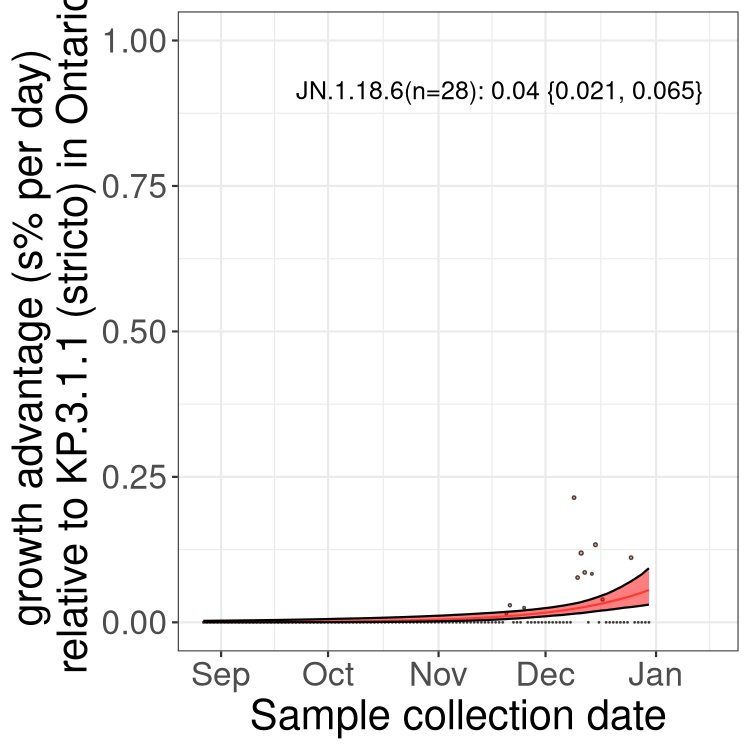 growth advantage (s% per day)
relative to KP.3.1.1 (stricto) in Ontario
1.00
JN.1.18.6(n=28): 0.04 {0.021, 0.065}
0.75
0.50
0.25
0.00
Sep Oct Nov Dec Jan
Sample collection date